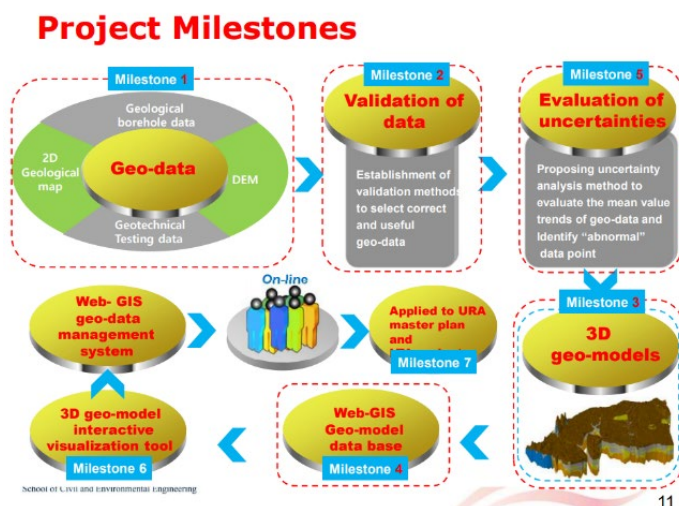 Project Milestones
Milestone 1
Geological
borehole data
2D
Geological
map
Geo-data
DEM
Geotechnical
Testing data
Milestone 2
Validation of
data
Establishment of
validation methods
to select correct
and useful
geo-data
Milestone 5
Evaluation of
uncertainties
Proposing uncertainty
analysis method to
evaluate the mean value
trends of geo-data and
Identify “abnormal”
data point
Web- GIS
geo-data
management
system
On-line
Applied to URA
master plan
and
Milestone 7
Milestone 3
3D
geo-models
3D geo-model
interactive
visualization tool
Milestone 6
Web-GIS
Geo-model
data base
Milestone 4
School of Civil and Environmental Engineering
11